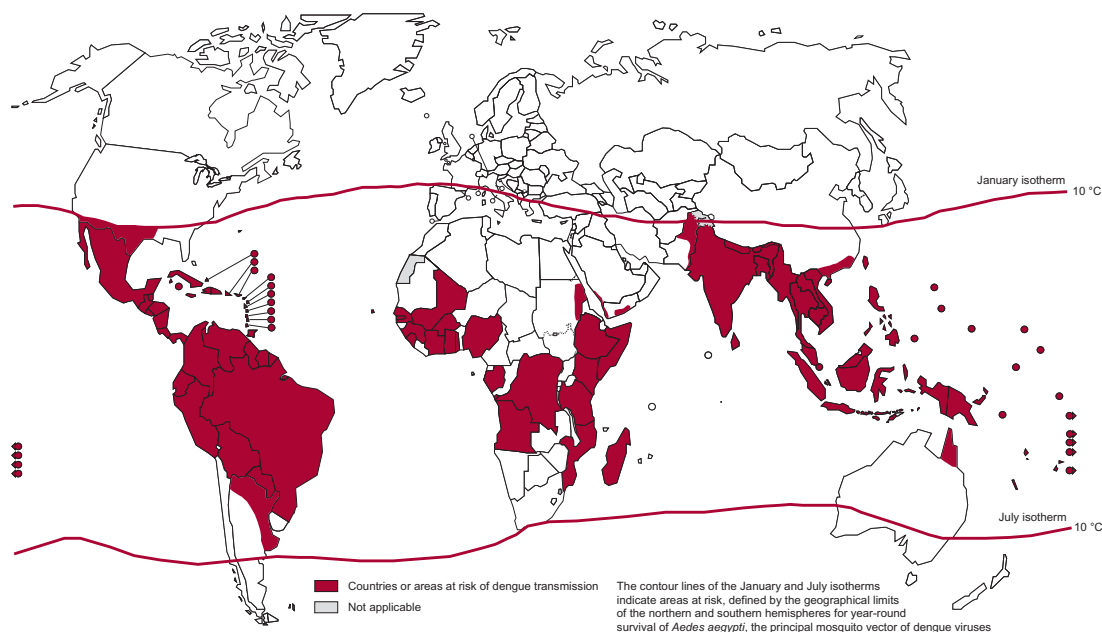 January isotherm
10 °C
July isotherm
10 °C
Countries or areas at risk of dengue transmission
Not applicable
The contour lines of the January and July isotherms
indicate areas at risk, defined by the geographical limits
of the northern and southern hemispheres for year-round
survival of Aedes aegypti, the principal mosquito vector of dengue viruses